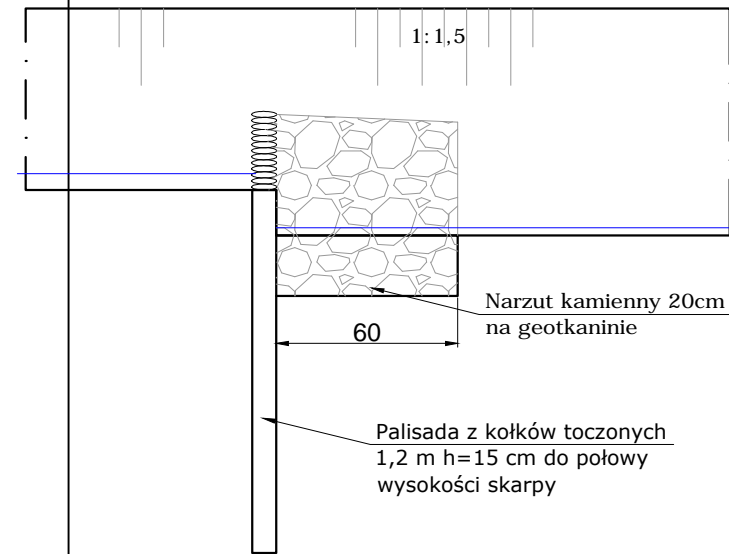 1:1,5
Narzut kamienny 20cm
na geotkaninie
60
Palisada z kołków toczonych
1,2 m h=15 cm do połowy
wysokości skarpy